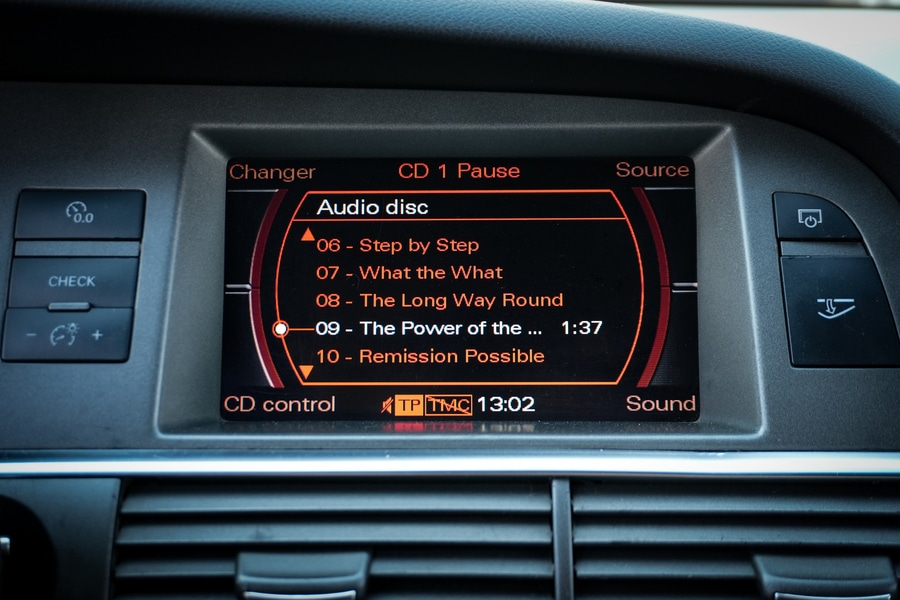 Changer CD 1 Pause Source
Audio disc
06 - Step by Step
07 - What the What
08 - The Long Way Round
09 - The Power of the ... 1:37
10 - Remission Possible
CD control TP TMC 13:02 Sound
0.0
CHECK
- +